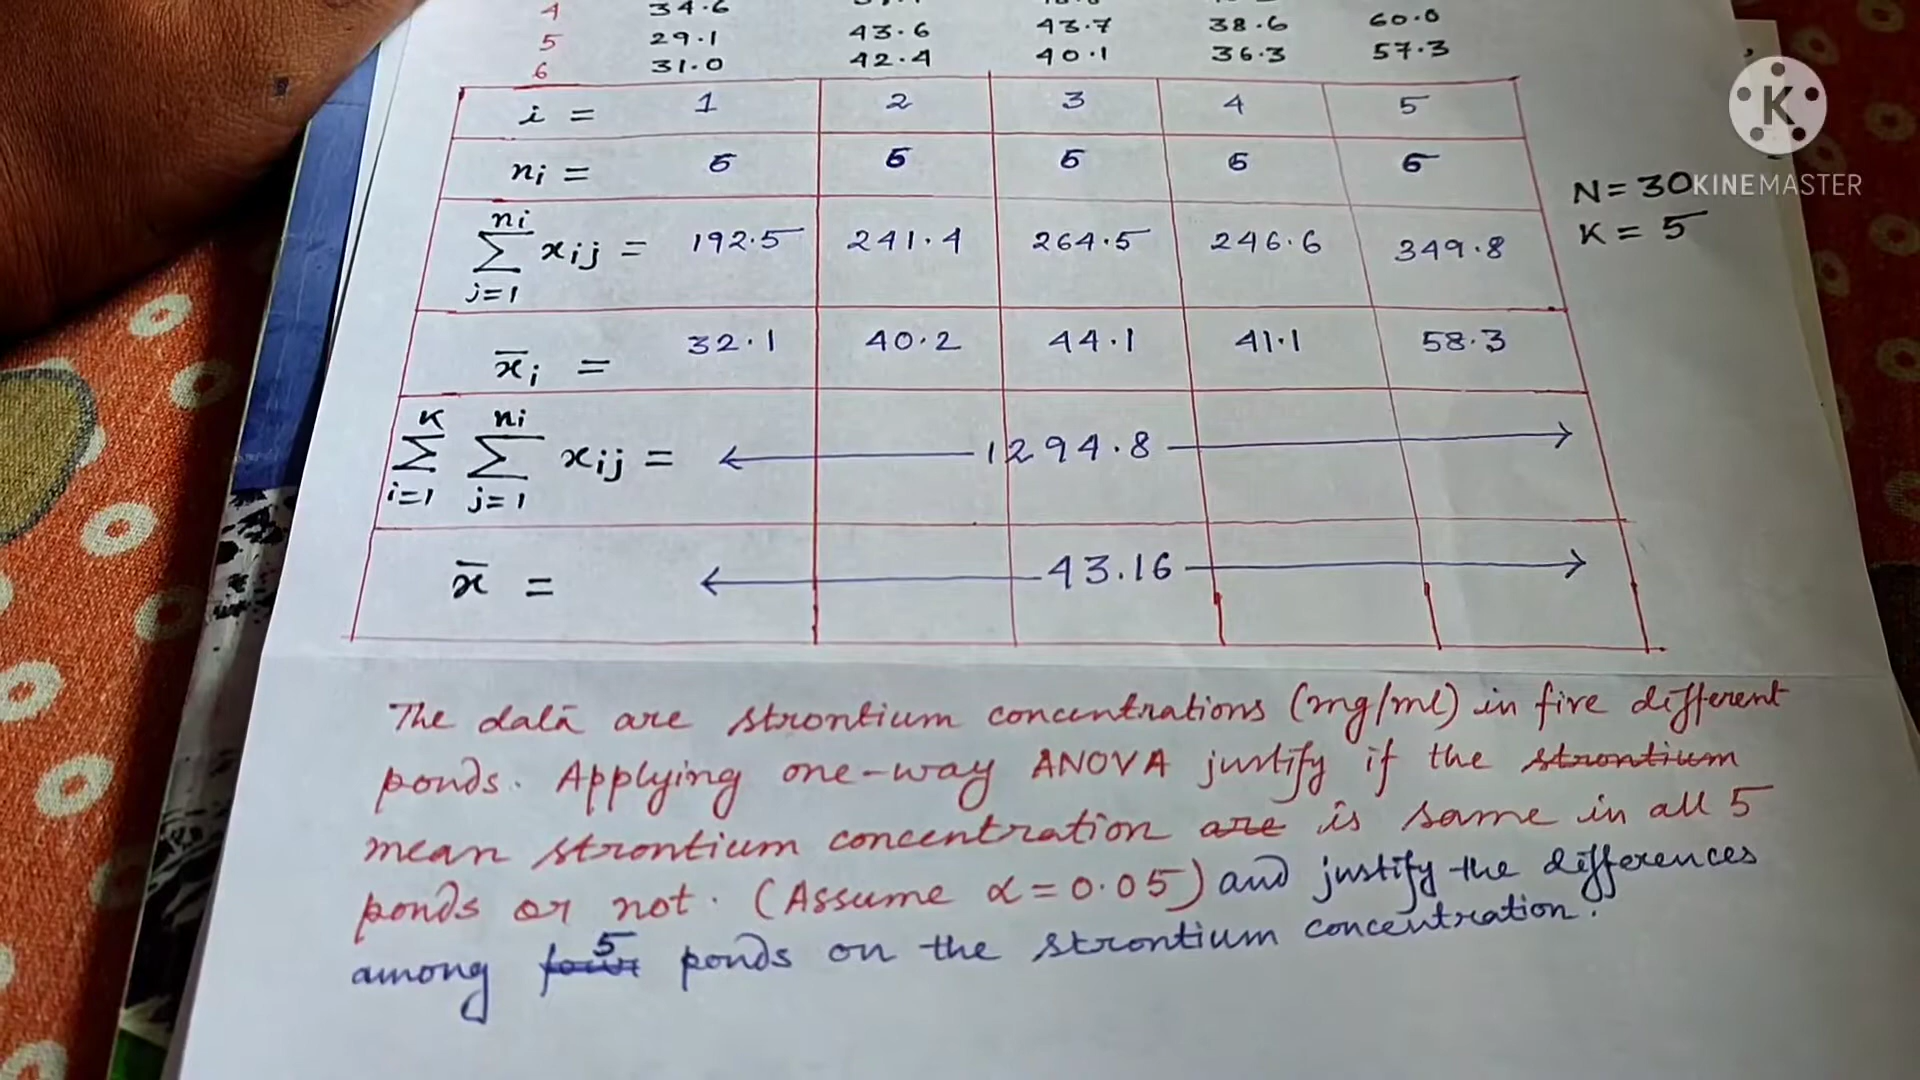 4 34.6
5 29.1 43.6 43.7 38.6 60.0
6 31.0 42.4 40.1 36.3 57.3
i = 1 2 3 4 5
ni = 6 6 6 6 6
ni
∑ xij = 192.5 241.4 264.5 246.6 349.8
j=1
x̄i = 32.1 40.2 44.1 41.1 58.3
K ni
∑ ∑ xij = 1294.8
i=1 j=1
x̄ = 43.16
N = 30
K = 5
K
KINEMASTER
The data are strontium concentrations (mg/ml) in five different
ponds. Applying one-way ANOVA justify if the strontium
mean strontium concentration are is same in all 5
ponds or not. (Assume α = 0.05) and justify the differences
among four 5 ponds on the strontium concentration.